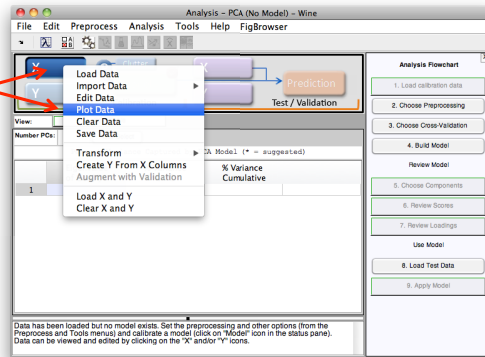 Analysis - PCA (No Model) - Wine
File Edit Preprocess Analysis Tools Help FigBrowser
X
Clutter
X
Y
Y
Prediction
Test / Validation
Load Data
Import Data
Edit Data
Plot Data
Clear Data
Save Data
Transform
Create Y From X Columns
Augment with Validation
Load X and Y
Clear X and Y
View:
Number PCs:
CA Model (* = suggested)
% Variance
Cumulative
1
Analysis Flowchart
1. Load calibration data
2. Choose Preprocessing
3. Choose Cross-Validation
4. Build Model
Review Model
5. Choose Components
6. Review Scores
7. Review Loadings
Use Model
8. Load Test Data
9. Apply Model
Data has been loaded but no model exists. Set the preprocessing and other options (from the
Preprocess and Tools menus) and calibrate a model (click on "Model" icon in the status pane).
Data can be viewed and edited by clicking on the "X" and/or "Y" icons.